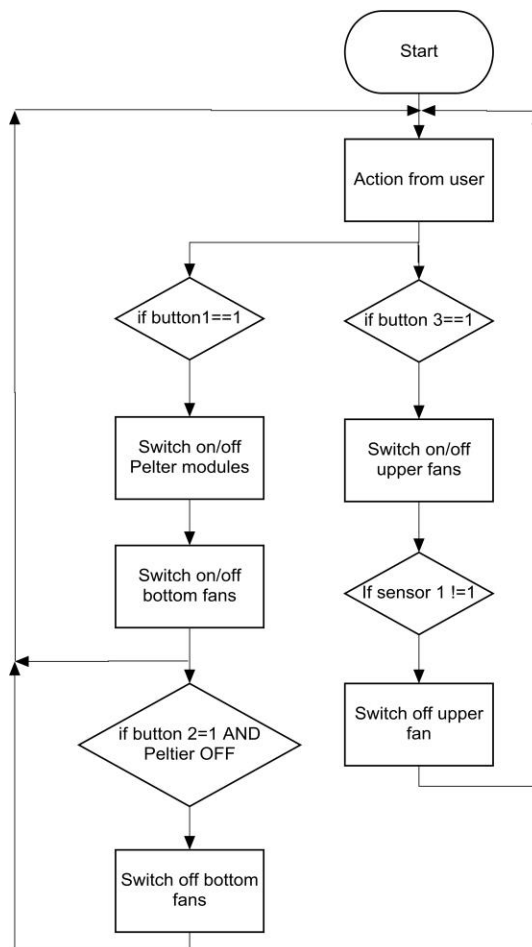 Start
Action from user
if button1==1
if button 3==1
Switch on/off
Pelter modules
Switch on/off
upper fans
Switch on/off
bottom fans
If sensor 1 !=1
if button 2=1 AND
Peltier OFF
Switch off upper
fan
Switch off bottom
fans